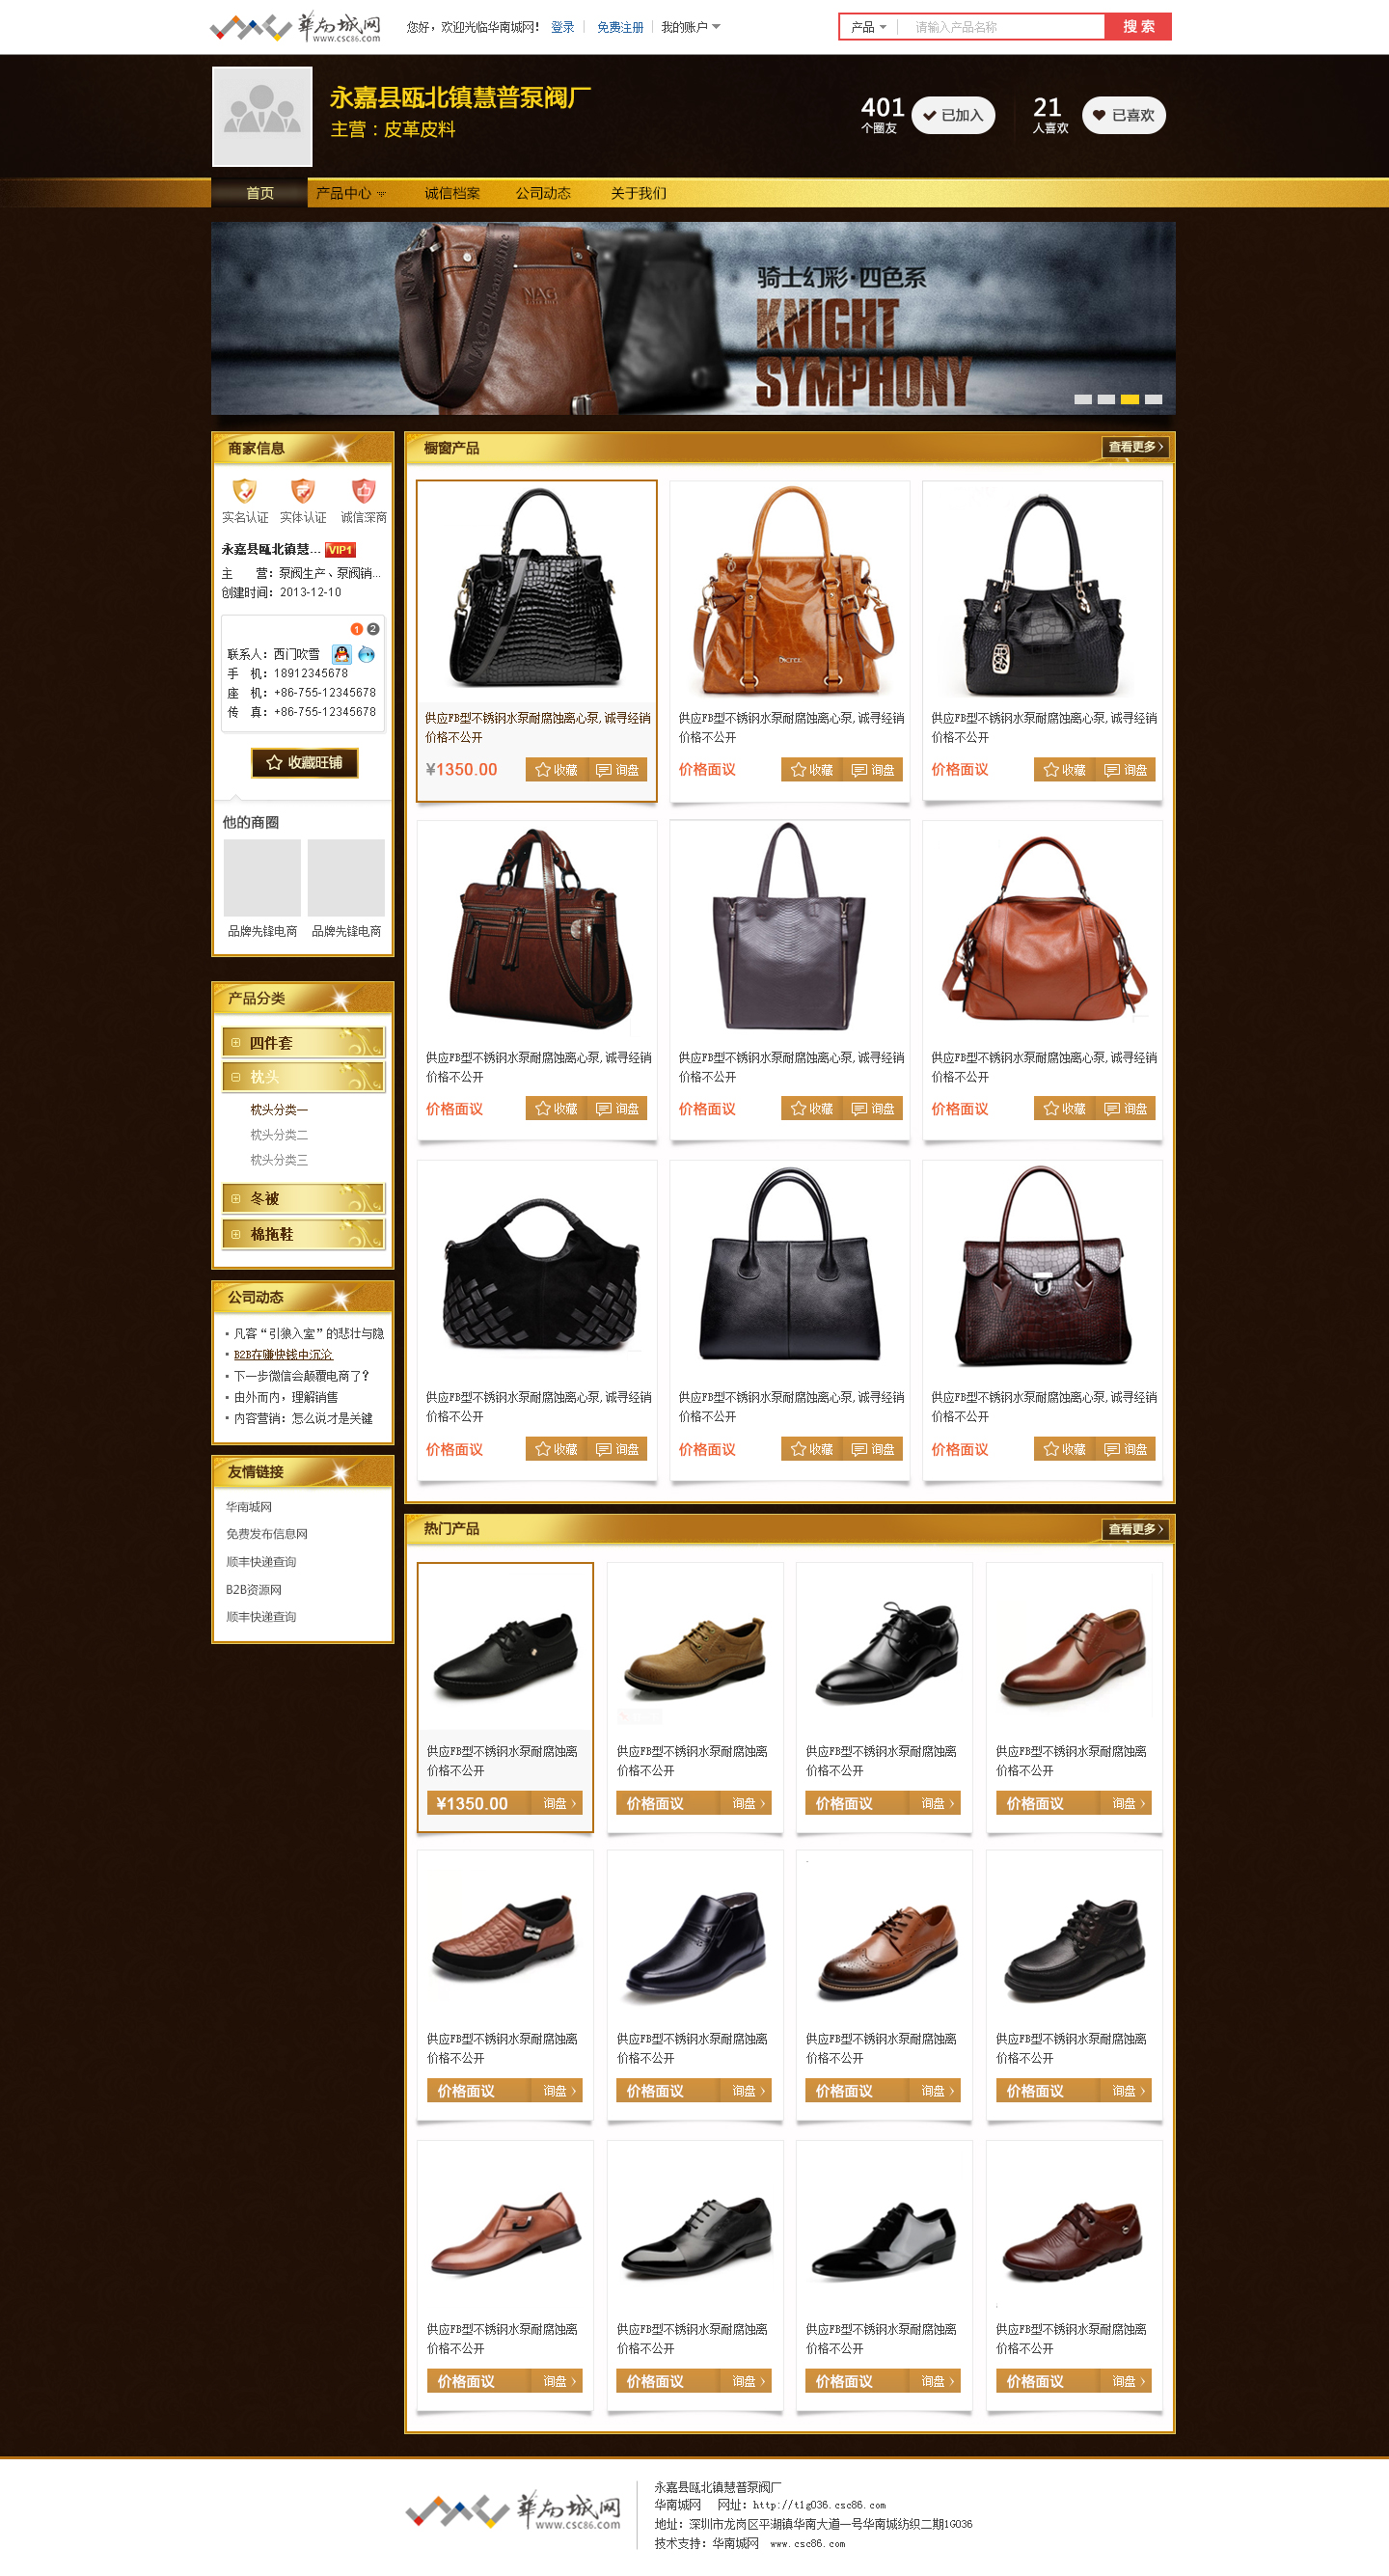 華南城网
www.csc86.com
您好，欢迎光临华南城网！ 登录 免费注册 我的账户
产品 请输入产品名称 搜 索
永嘉县瓯北镇慧普泵阀厂
主营：皮革皮料
401 个圈友 已加入
21 人喜欢 已喜欢
首页 产品中心 诚信档案 公司动态 关于我们
NAG
NAG Urban Life
骑士幻彩·四色系
KNIGHT
SYMPHONY
商家信息
实名认证 实体认证 诚信深商
永嘉县瓯北镇慧... VIP1
主 营：泵阀生产、泵阀销...
创建时间：2013-12-10
1 2
联系人：西门吹雪
手 机：18912345678
座 机：+86-755-12345678
传 真：+86-755-12345678
收藏旺铺
他的商圈
品牌先锋电商 品牌先锋电商
产品分类
四件套
枕头
枕头分类一
枕头分类二
枕头分类三
冬被
棉拖鞋
公司动态
凡客“引狼入室”的悲壮与隐
B2B在赚快钱中沉沦
下一步微信会颠覆电商了？
由外而内，理解销售
内容营销：怎么说才是关键
友情链接
华南城网
免费发布信息网
顺丰快递查询
B2B资源网
顺丰快递查询
橱窗产品 查看更多
供应FB型不锈钢水泵耐腐蚀离心泵,诚寻经销 供应FB型不锈钢水泵耐腐蚀离心泵,诚寻经销 供应FB型不锈钢水泵耐腐蚀离心泵,诚寻经销
价格不公开 价格不公开 价格不公开
¥1350.00 收藏 询盘 价格面议 收藏 询盘 价格面议 收藏 询盘
供应FB型不锈钢水泵耐腐蚀离心泵,诚寻经销 供应FB型不锈钢水泵耐腐蚀离心泵,诚寻经销 供应FB型不锈钢水泵耐腐蚀离心泵,诚寻经销
价格不公开 价格不公开 价格不公开
价格面议 收藏 询盘 价格面议 收藏 询盘 价格面议 收藏 询盘
供应FB型不锈钢水泵耐腐蚀离心泵,诚寻经销 供应FB型不锈钢水泵耐腐蚀离心泵,诚寻经销 供应FB型不锈钢水泵耐腐蚀离心泵,诚寻经销
价格不公开 价格不公开 价格不公开
价格面议 收藏 询盘 价格面议 收藏 询盘 价格面议 收藏 询盘
热门产品 查看更多
供应FB型不锈钢水泵耐腐蚀离 供应FB型不锈钢水泵耐腐蚀离 供应FB型不锈钢水泵耐腐蚀离 供应FB型不锈钢水泵耐腐蚀离
价格不公开 价格不公开 价格不公开 价格不公开
¥1350.00 询盘 价格面议 询盘 价格面议 询盘 价格面议 询盘
供应FB型不锈钢水泵耐腐蚀离 供应FB型不锈钢水泵耐腐蚀离 供应FB型不锈钢水泵耐腐蚀离 供应FB型不锈钢水泵耐腐蚀离
价格不公开 价格不公开 价格不公开 价格不公开
价格面议 询盘 价格面议 询盘 价格面议 询盘 价格面议 询盘
供应FB型不锈钢水泵耐腐蚀离 供应FB型不锈钢水泵耐腐蚀离 供应FB型不锈钢水泵耐腐蚀离 供应FB型不锈钢水泵耐腐蚀离
价格不公开 价格不公开 价格不公开 价格不公开
价格面议 询盘 价格面议 询盘 价格面议 询盘 价格面议 询盘
華南城网
www.csc86.com
永嘉县瓯北镇慧普泵阀厂
华南城网 网址：http://t1g036.csc86.com
地址：深圳市龙岗区平湖镇华南大道一号华南城纺织二期1G036
技术支持：华南城网 www.csc86.com